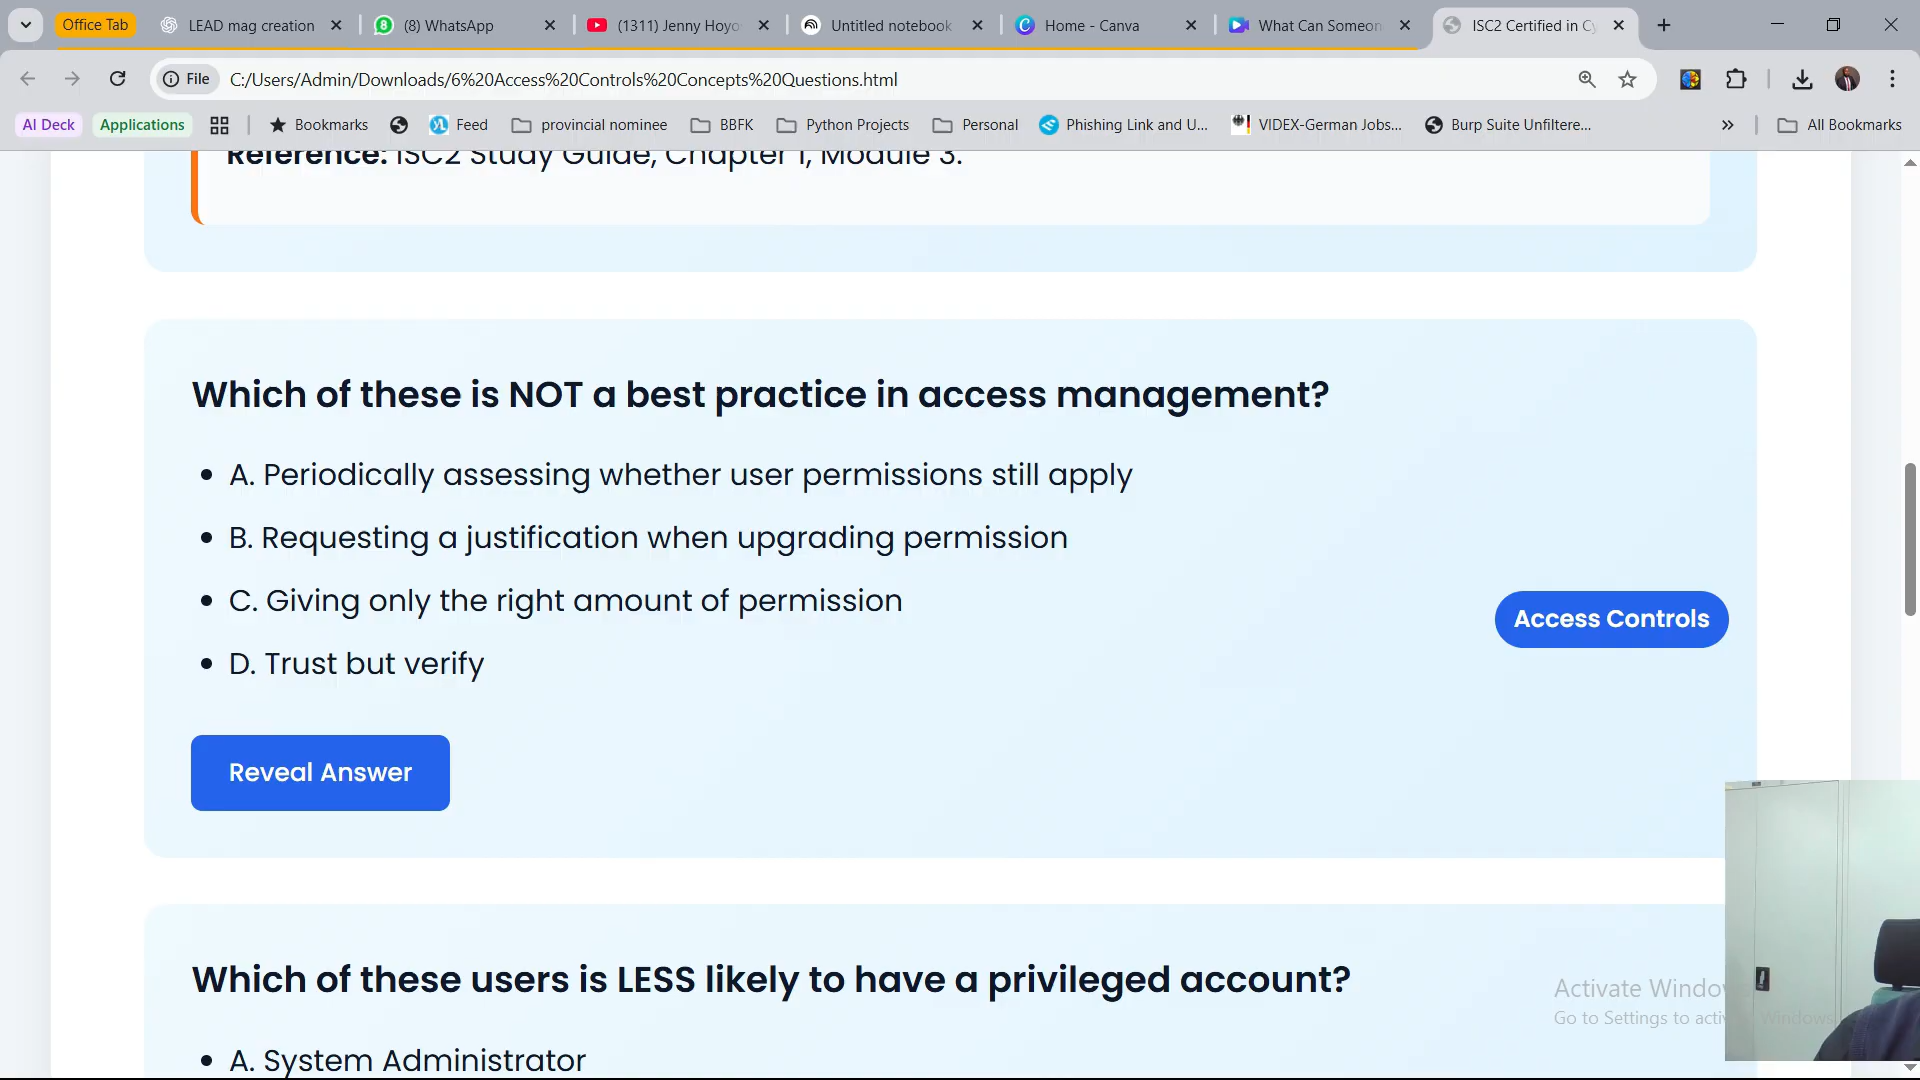 Office Tab
LEAD mag creation
(8) WhatsApp
(1311) Jenny Hoyo
Untitled notebook
Home - Canva
What Can Someon
ISC2 Certified in Cy
File
C:/Users/Admin/Downloads/6%20Access%20Controls%20Concepts%20Questions.html
AI Deck
Applications
Bookmarks
Feed
provincial nominee
BBFK
Python Projects
Personal
Phishing Link and U...
VIDEX-German Jobs...
Burp Suite Unfiltere...
All Bookmarks
Reference: ISC2 Study Guide, Chapter 1, Module 3.
Which of these is NOT a best practice in access management?
• A. Periodically assessing whether user permissions still apply
• B. Requesting a justification when upgrading permission
• C. Giving only the right amount of permission
• D. Trust but verify
Access Controls
Reveal Answer
Which of these users is LESS likely to have a privileged account?
• A. System Administrator
Activate Windo
Go to Settings to activ Windows